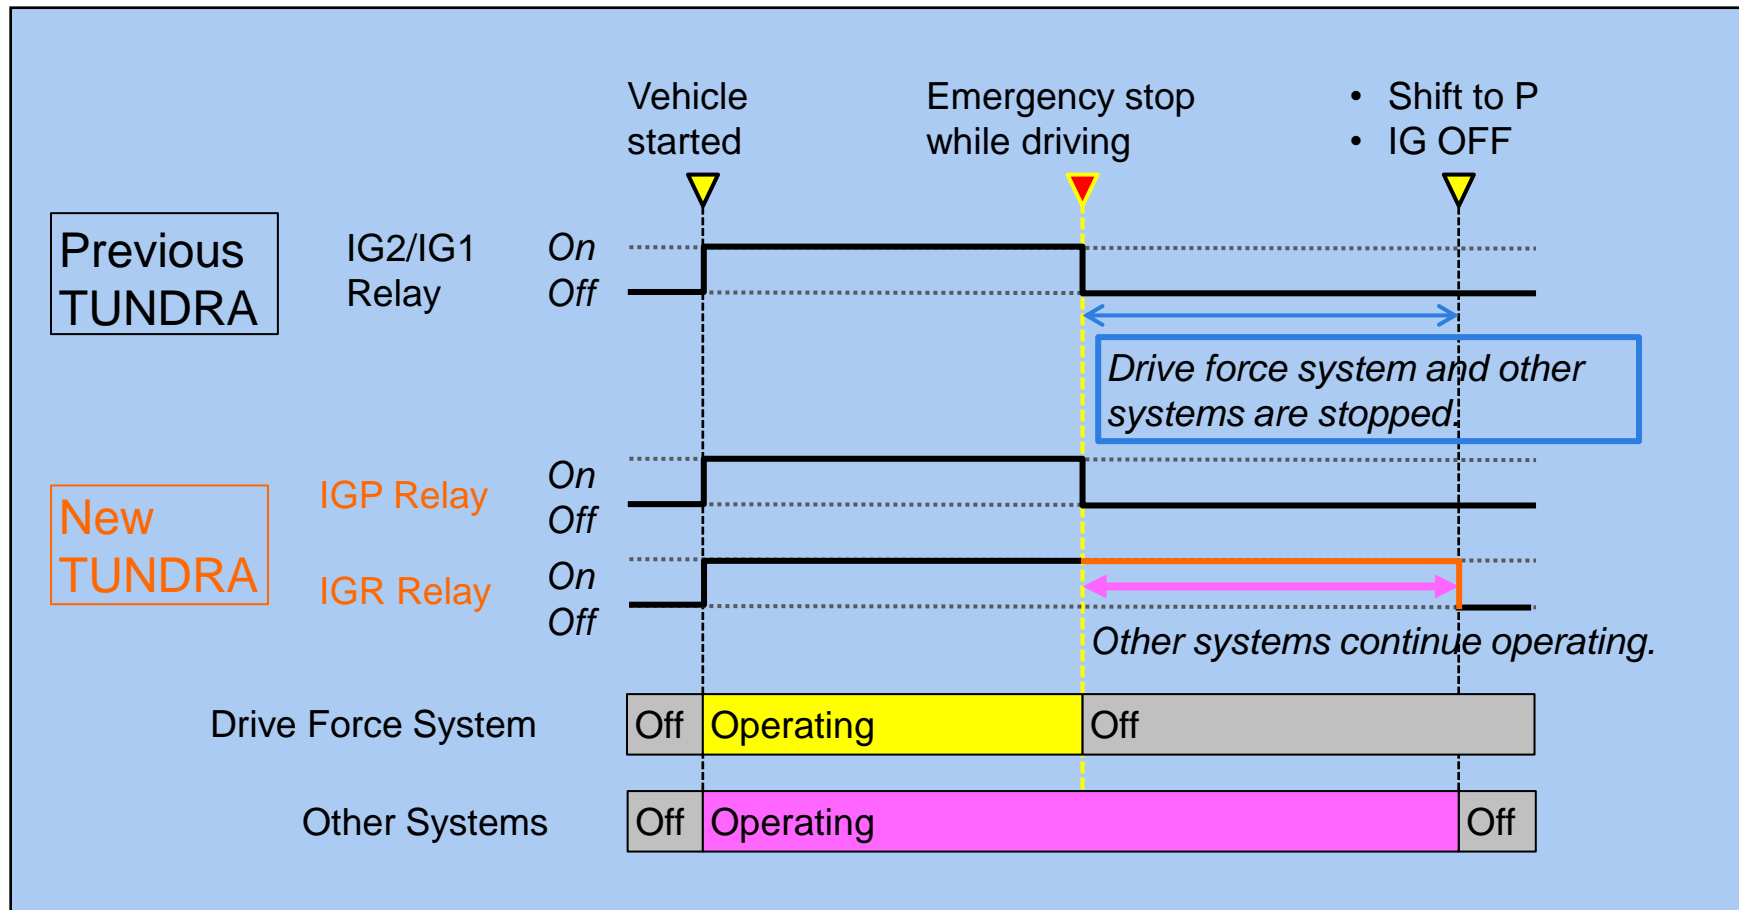 Vehicle
started
Emergency stop
while driving
• Shift to P
• IG OFF
Previous
TUNDRA
IG2/IG1
Relay
On
Off
Drive force system and other
systems are stopped.
New
TUNDRA
IGP Relay
On
Off
IGR Relay
On
Off
Other systems continue operating.
Drive Force System
Off
Operating
Off
Other Systems
Off
Operating
Off